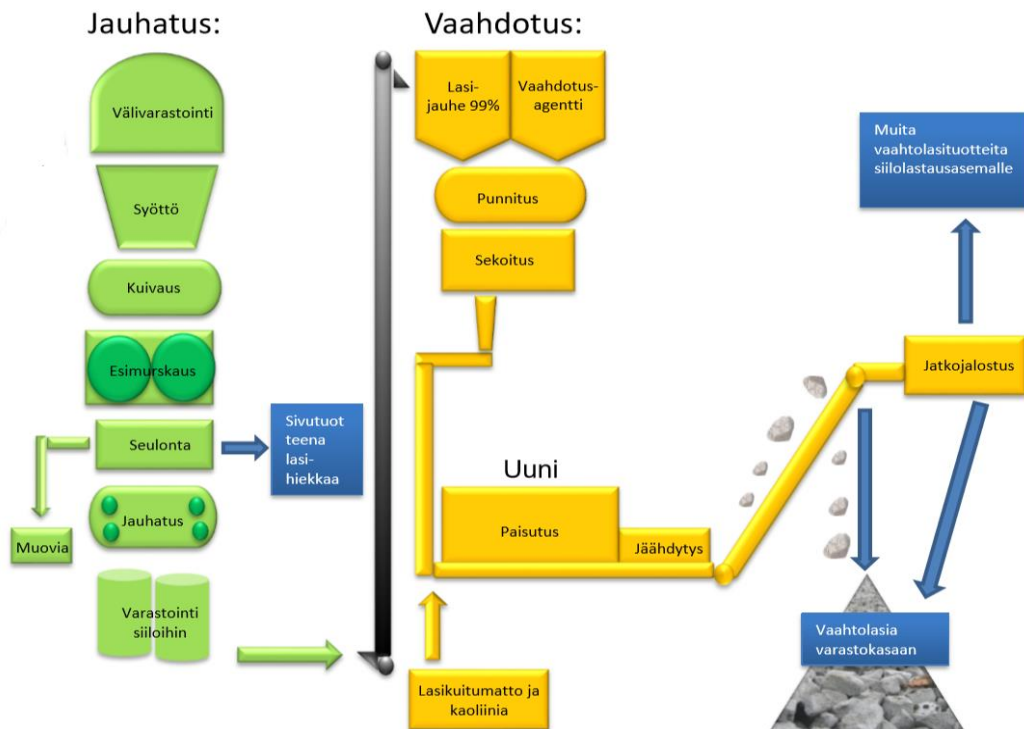 Jauhatus:
Välivarastointi
Syöttö
Kuivaus
Esimurskaus
Seulonta
Sivutuot
teena
lasi-
hiekkaa
Muovia
Jauhatus
Varastointi
siiloihin
Vaahdotus:
Lasi-
jauhe 99%
Vaahdotus-
agentti
Punnitus
Sekoitus
Uuni
Paisutus
Jäähdytys
Lasikuitumatto ja
kaoliinia
Muita
vaahtolasituotteita
siilolastausasemalle
Jatkojalostus
Vaahtolasia
varastokasaan